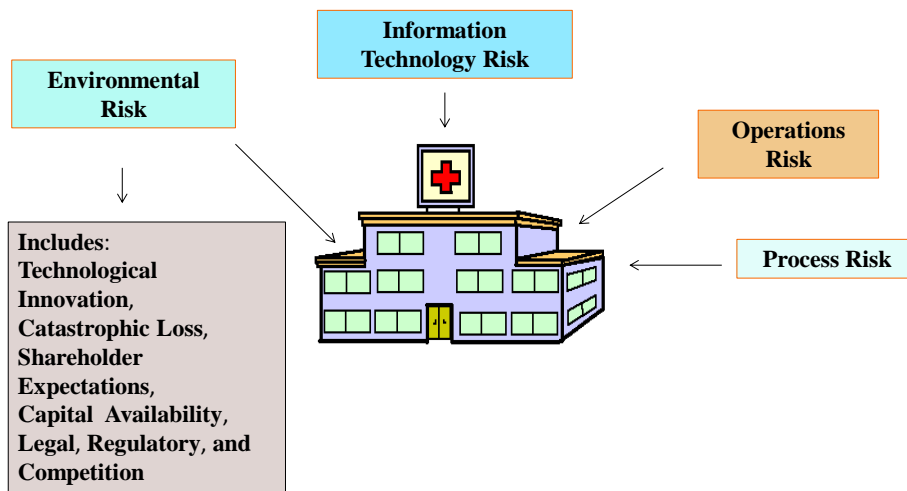 Information
Technology Risk
Environmental
Risk
Operations
Risk
Process Risk
Includes:
Technological
Innovation,
Catastrophic Loss,
Shareholder
Expectations,
Capital Availability,
Legal, Regulatory, and
Competition